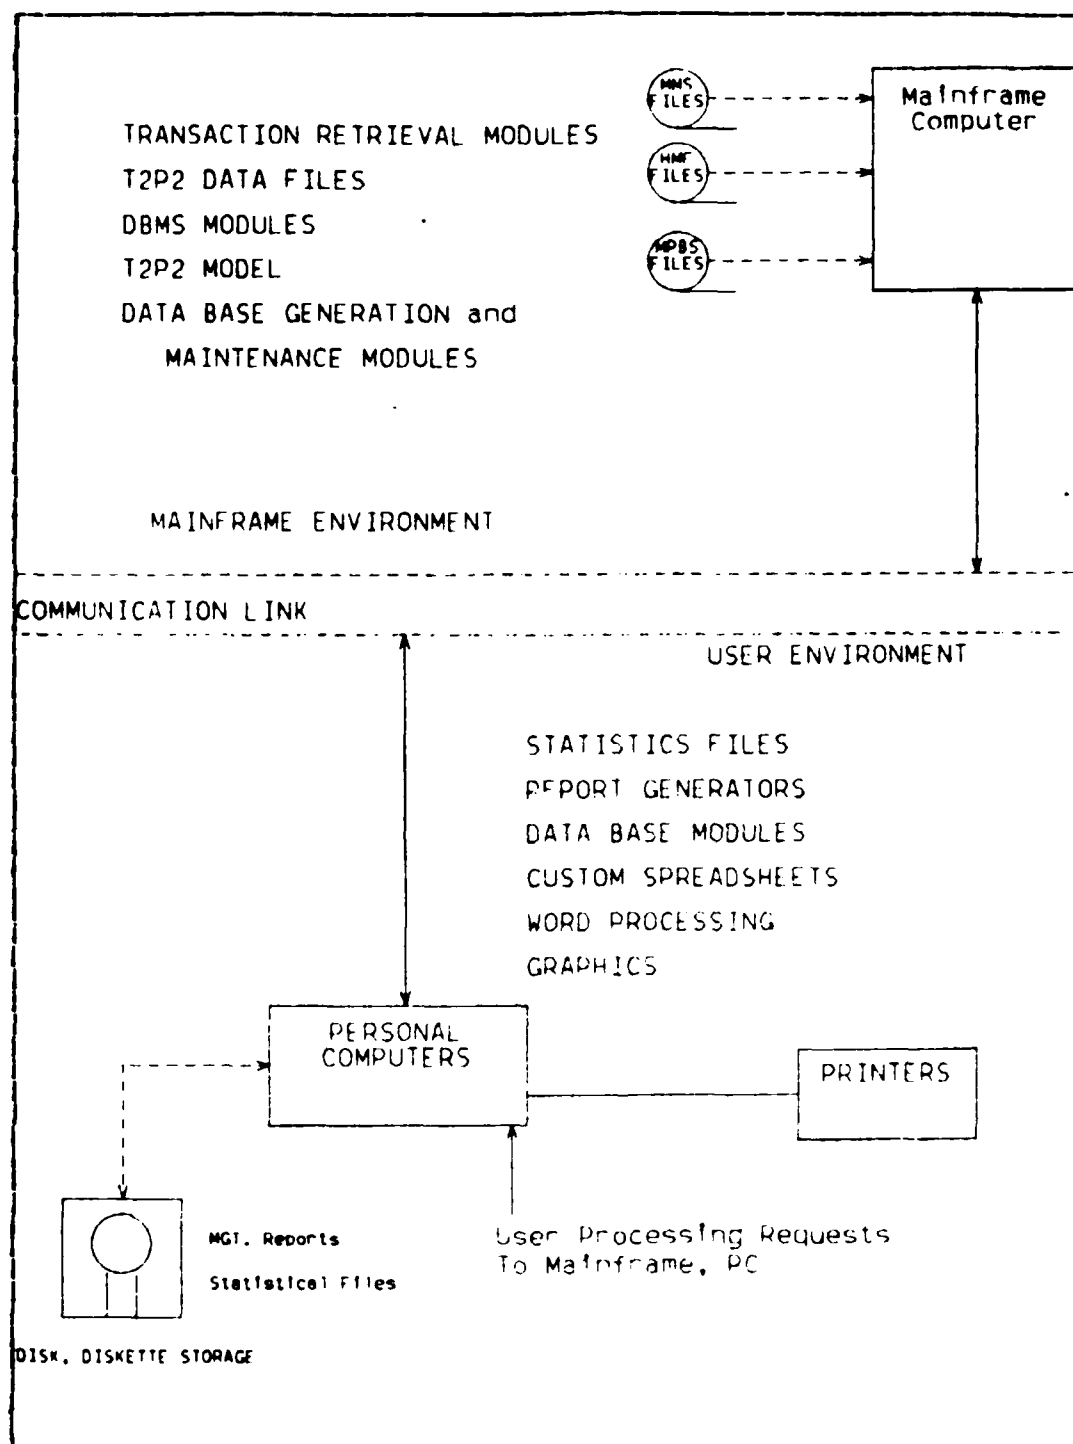 MMS
FILES
Mainframe
Computer
TRANSACTION RETRIEVAL MODULES
HMF
FILES
T2P2 DATA FILES
DBMS MODULES
MPBS
FILES
T2P2 MODEL
DATA BASE GENERATION and
MAINTENANCE MODULES
MAINFRAME ENVIRONMENT
COMMUNICATION LINK
USER ENVIRONMENT
STATISTICS FILES
REPORT GENERATORS
DATA BASE MODULES
CUSTOM SPREADSHEETS
WORD PROCESSING
GRAPHICS
PERSONAL
COMPUTERS
PRINTERS
MGT. Reports
Statistical Files
User Processing Requests
To Mainframe, PC
DISK, DISKETTE STORAGE